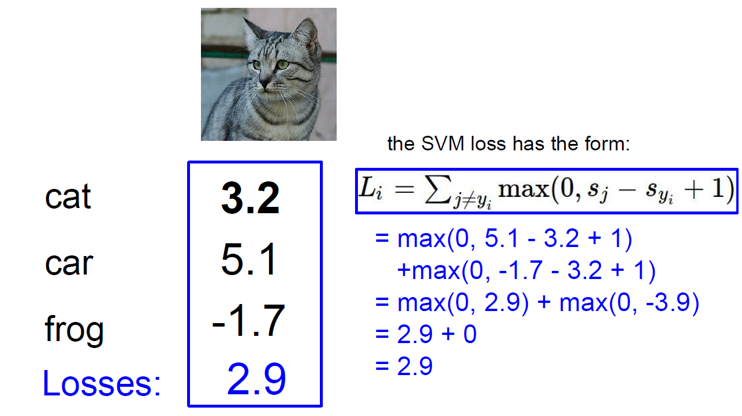 the SVM loss has the form:
cat 3.2
car 5.1
frog -1.7
Losses: 2.9
L_i = ∑_{j≠y_i} max(0, s_j − s_{y_i} + 1)
= max(0, 5.1 - 3.2 + 1)
+max(0, -1.7 - 3.2 + 1)
= max(0, 2.9) + max(0, -3.9)
= 2.9 + 0
= 2.9